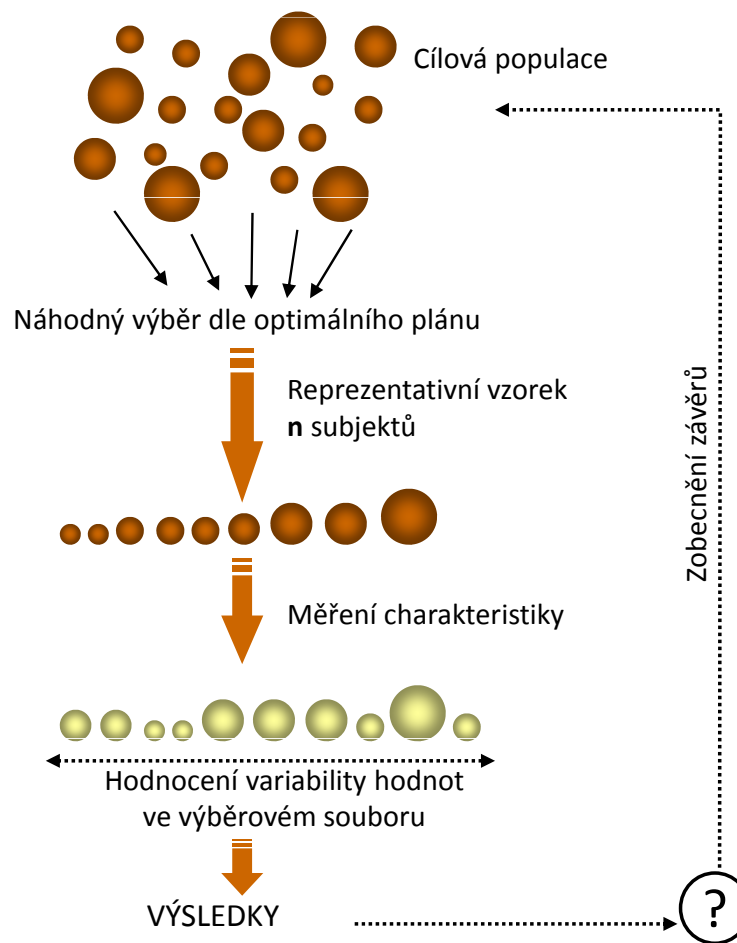 Cílová populace
Náhodný výběr dle optimálního plánu
Reprezentativní vzorek
n subjektů
Zobecnění závěrů
Měření charakteristiky
Hodnocení variability hodnot
ve výběrovém souboru
VÝSLEDKY
?